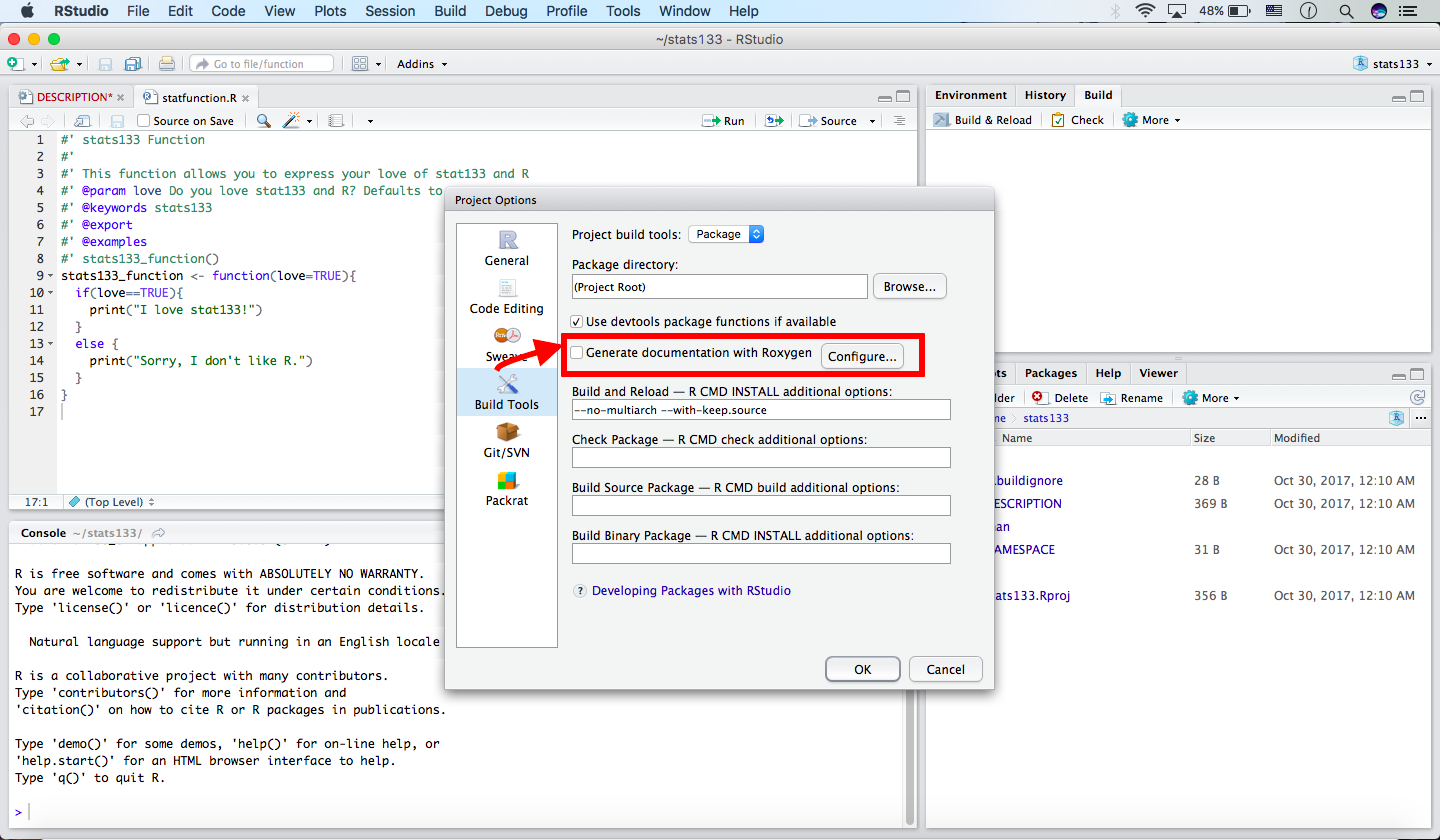 RStudio File Edit Code View Plots Session Build Debug Profile Tools Window Help 48%
~/stats133 - RStudio
Go to file/function Addins stats133
DESCRIPTION* statfunction.R
Source on Save Run Source
1 #' stats133 Function
2 #'
3 #' This function allows you to express your love of stat133 and R
4 #' @param love Do you love stat133 and R? Defaults to
5 #' @keywords stats133
6 #' @export
7 #' @examples
8 #' stats133_function()
9 stats133_function <- function(love=TRUE){
10 if(love==TRUE){
11 print("I love stat133!")
12 }
13 else {
14 print("Sorry, I don't like R.")
15 }
16 }
17
17:1 (Top Level)
Console ~/stats133/
R is free software and comes with ABSOLUTELY NO WARRANTY.
You are welcome to redistribute it under certain conditions.
Type 'license()' or 'licence()' for distribution details.
Natural language support but running in an English locale
R is a collaborative project with many contributors.
Type 'contributors()' for more information and
'citation()' on how to cite R or R packages in publications.
Type 'demo()' for some demos, 'help()' for on-line help, or
'help.start()' for an HTML browser interface to help.
Type 'q()' to quit R.
>
Project Options
General
Code Editing
Sweave
Build Tools
Git/SVN
Packrat
Project build tools: Package
Package directory:
(Project Root) Browse...
Use devtools package functions if available
Generate documentation with Roxygen Configure...
Build and Reload — R CMD INSTALL additional options:
--no-multiarch --with-keep.source
Check Package — R CMD check additional options:
Build Source Package — R CMD build additional options:
Build Binary Package — R CMD INSTALL additional options:
? Developing Packages with RStudio
OK Cancel
Environment History Build
Build & Reload Check More
ots Packages Help Viewer
lder Delete Rename More
me stats133
Name Size Modified
.buildignore 28 B Oct 30, 2017, 12:10 AM
ESCRIPTION 369 B Oct 30, 2017, 12:10 AM
an
AMESPACE 31 B Oct 30, 2017, 12:10 AM
ats133.Rproj 356 B Oct 30, 2017, 12:10 AM